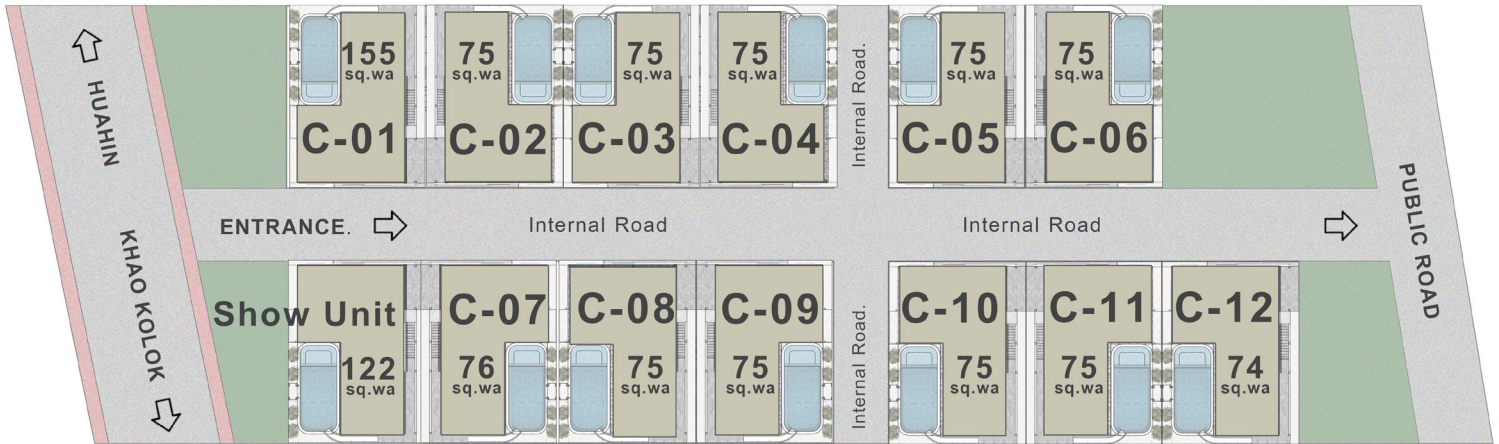 155
sq.wa
C-01
75
sq.wa
C-02
75
sq.wa
C-03
75
sq.wa
C-04
Internal Road.
75
sq.wa
C-05
75
sq.wa
C-06
HUAHIN
KHAO KOLOK
ENTRANCE.
Internal Road
Internal Road
PUBLIC ROAD
Show Unit
122
sq.wa
C-07
76
sq.wa
C-08
75
sq.wa
C-09
75
sq.wa
Internal Road.
C-10
75
sq.wa
C-11
75
sq.wa
C-12
74
sq.wa